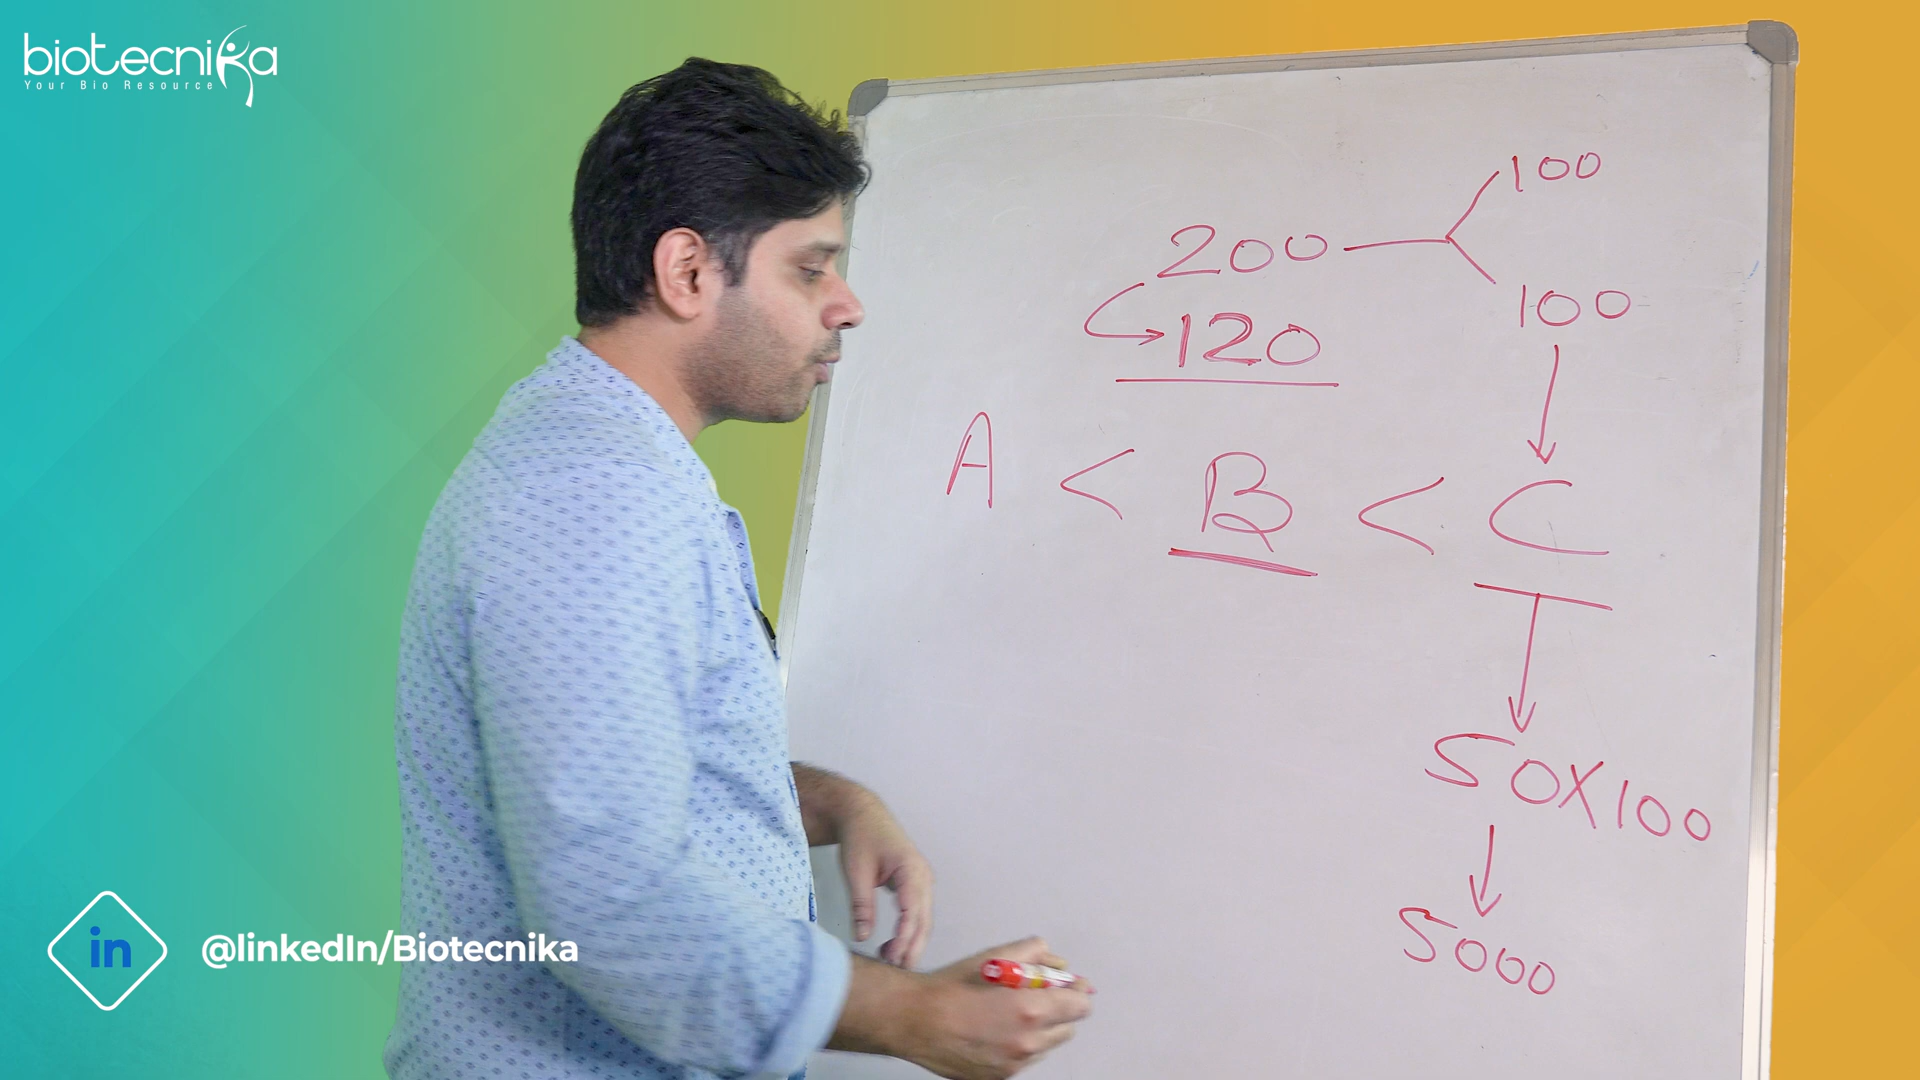 biotecnika
Your Bio Resource
100
200
100
120
A < B < C
50X100
5000
in
@linkedIn/Biotecnika